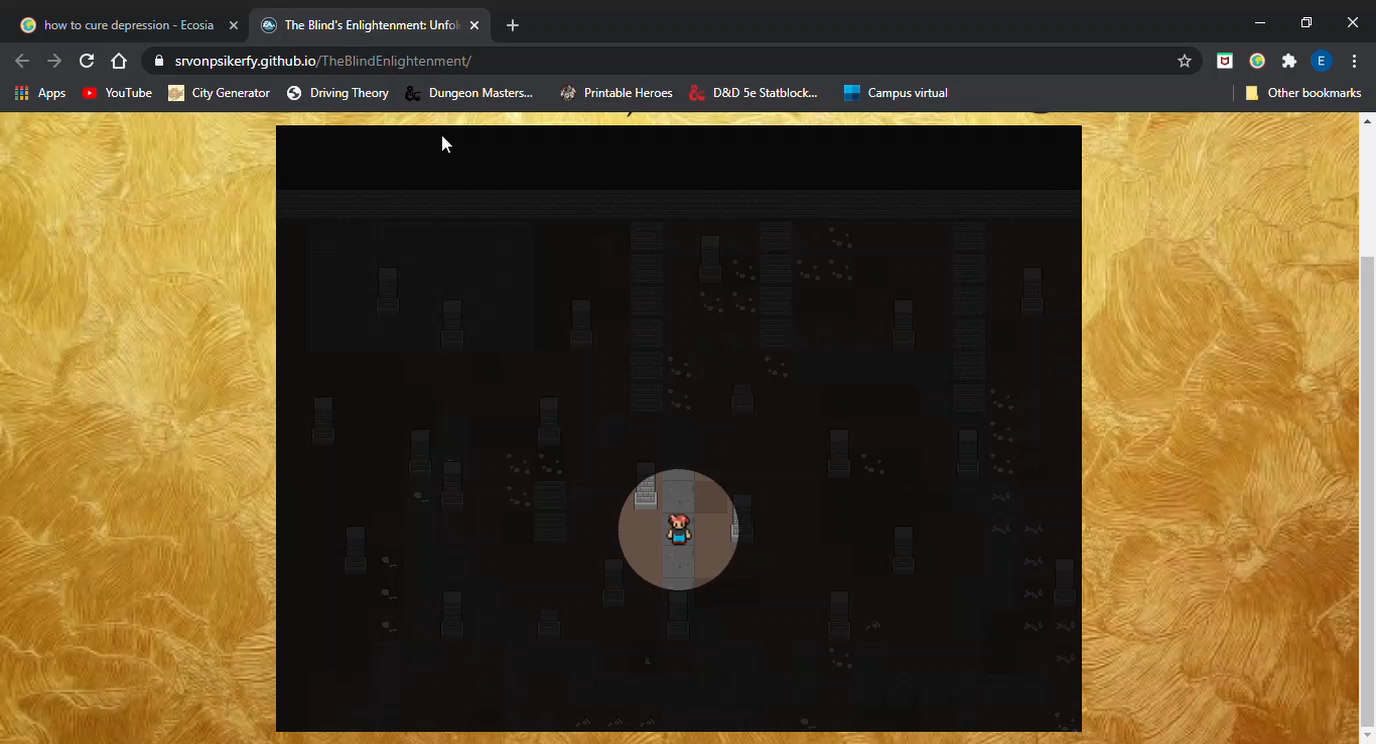 how to cure depression - Ecosia
The Blind's Enlightenment: Unfol
srvonpsikerfy.github.io/TheBlindEnlightenment/
E
Apps
YouTube
City Generator
Driving Theory
Dungeon Masters...
Printable Heroes
D&D 5e Statblock...
Campus virtual
Other bookmarks